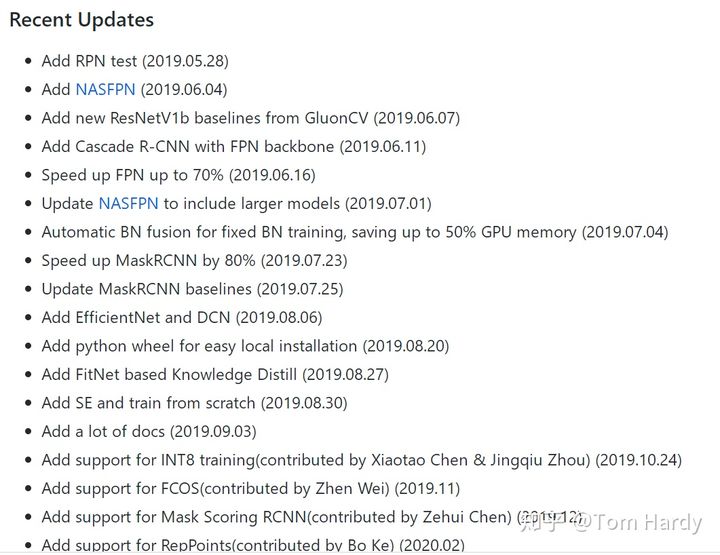 Recent Updates
Add RPN test (2019.05.28)
Add NASFPN (2019.06.04)
Add new ResNetV1b baselines from GluonCV (2019.06.07)
Add Cascade R-CNN with FPN backbone (2019.06.11)
Speed up FPN up to 70% (2019.06.16)
Update NASFPN to include larger models (2019.07.01)
Automatic BN fusion for fixed BN training, saving up to 50% GPU memory (2019.07.04)
Speed up MaskRCNN by 80% (2019.07.23)
Update MaskRCNN baselines (2019.07.25)
Add EfficientNet and DCN (2019.08.06)
Add python wheel for easy local installation (2019.08.20)
Add FitNet based Knowledge Distill (2019.08.27)
Add SE and train from scratch (2019.08.30)
Add a lot of docs (2019.09.03)
Add support for INT8 training(contributed by Xiaotao Chen & Jingqiu Zhou) (2019.10.24)
Add support for FCOS(contributed by Zhen Wei) (2019.11)
Add support for Mask Scoring RCNN(contributed by Zehui Chen) (2019.12)
知乎 @Tom Hardy
Add support for RepPoints(contributed by Bo Ke) (2020.02)